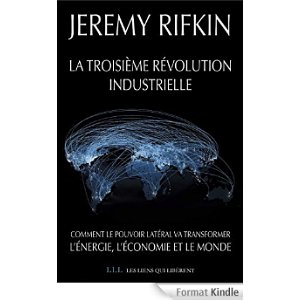 JEREMY RIFKIN
LA TROISIÈME RÉVOLUTION
INDUSTRIELLE
COMMENT LE POUVOIR LATÉRAL VA TRANSFORMER
L'ÉNERGIE, L'ÉCONOMIE ET LE MONDE
L.L.L. LES LIENS QUI LIBÈRENT
Format Kindle